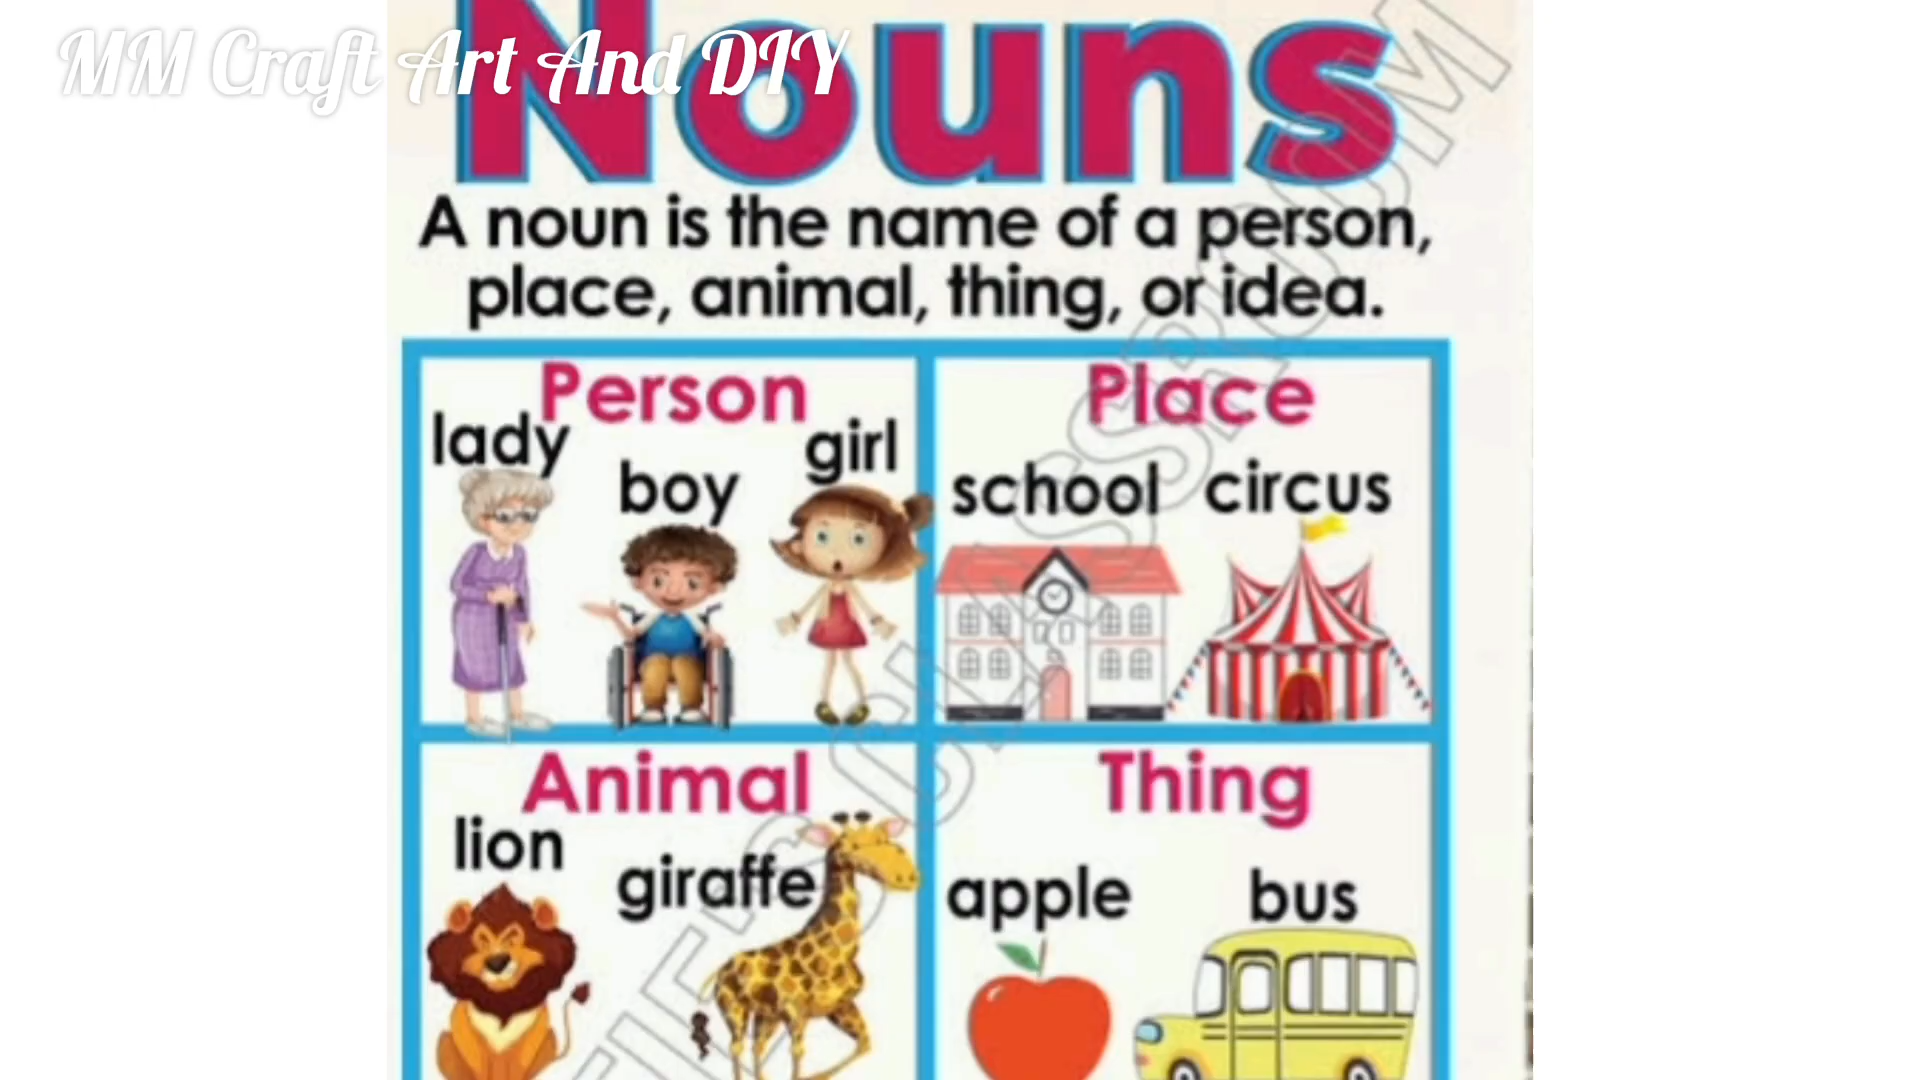 MM Craft Art And DIY
Nouns
A noun is the name of a person,
place, animal, thing, or idea.
Person
lady
boy
girl
Place
school circus
Animal
lion
giraffe
Thing
apple bus